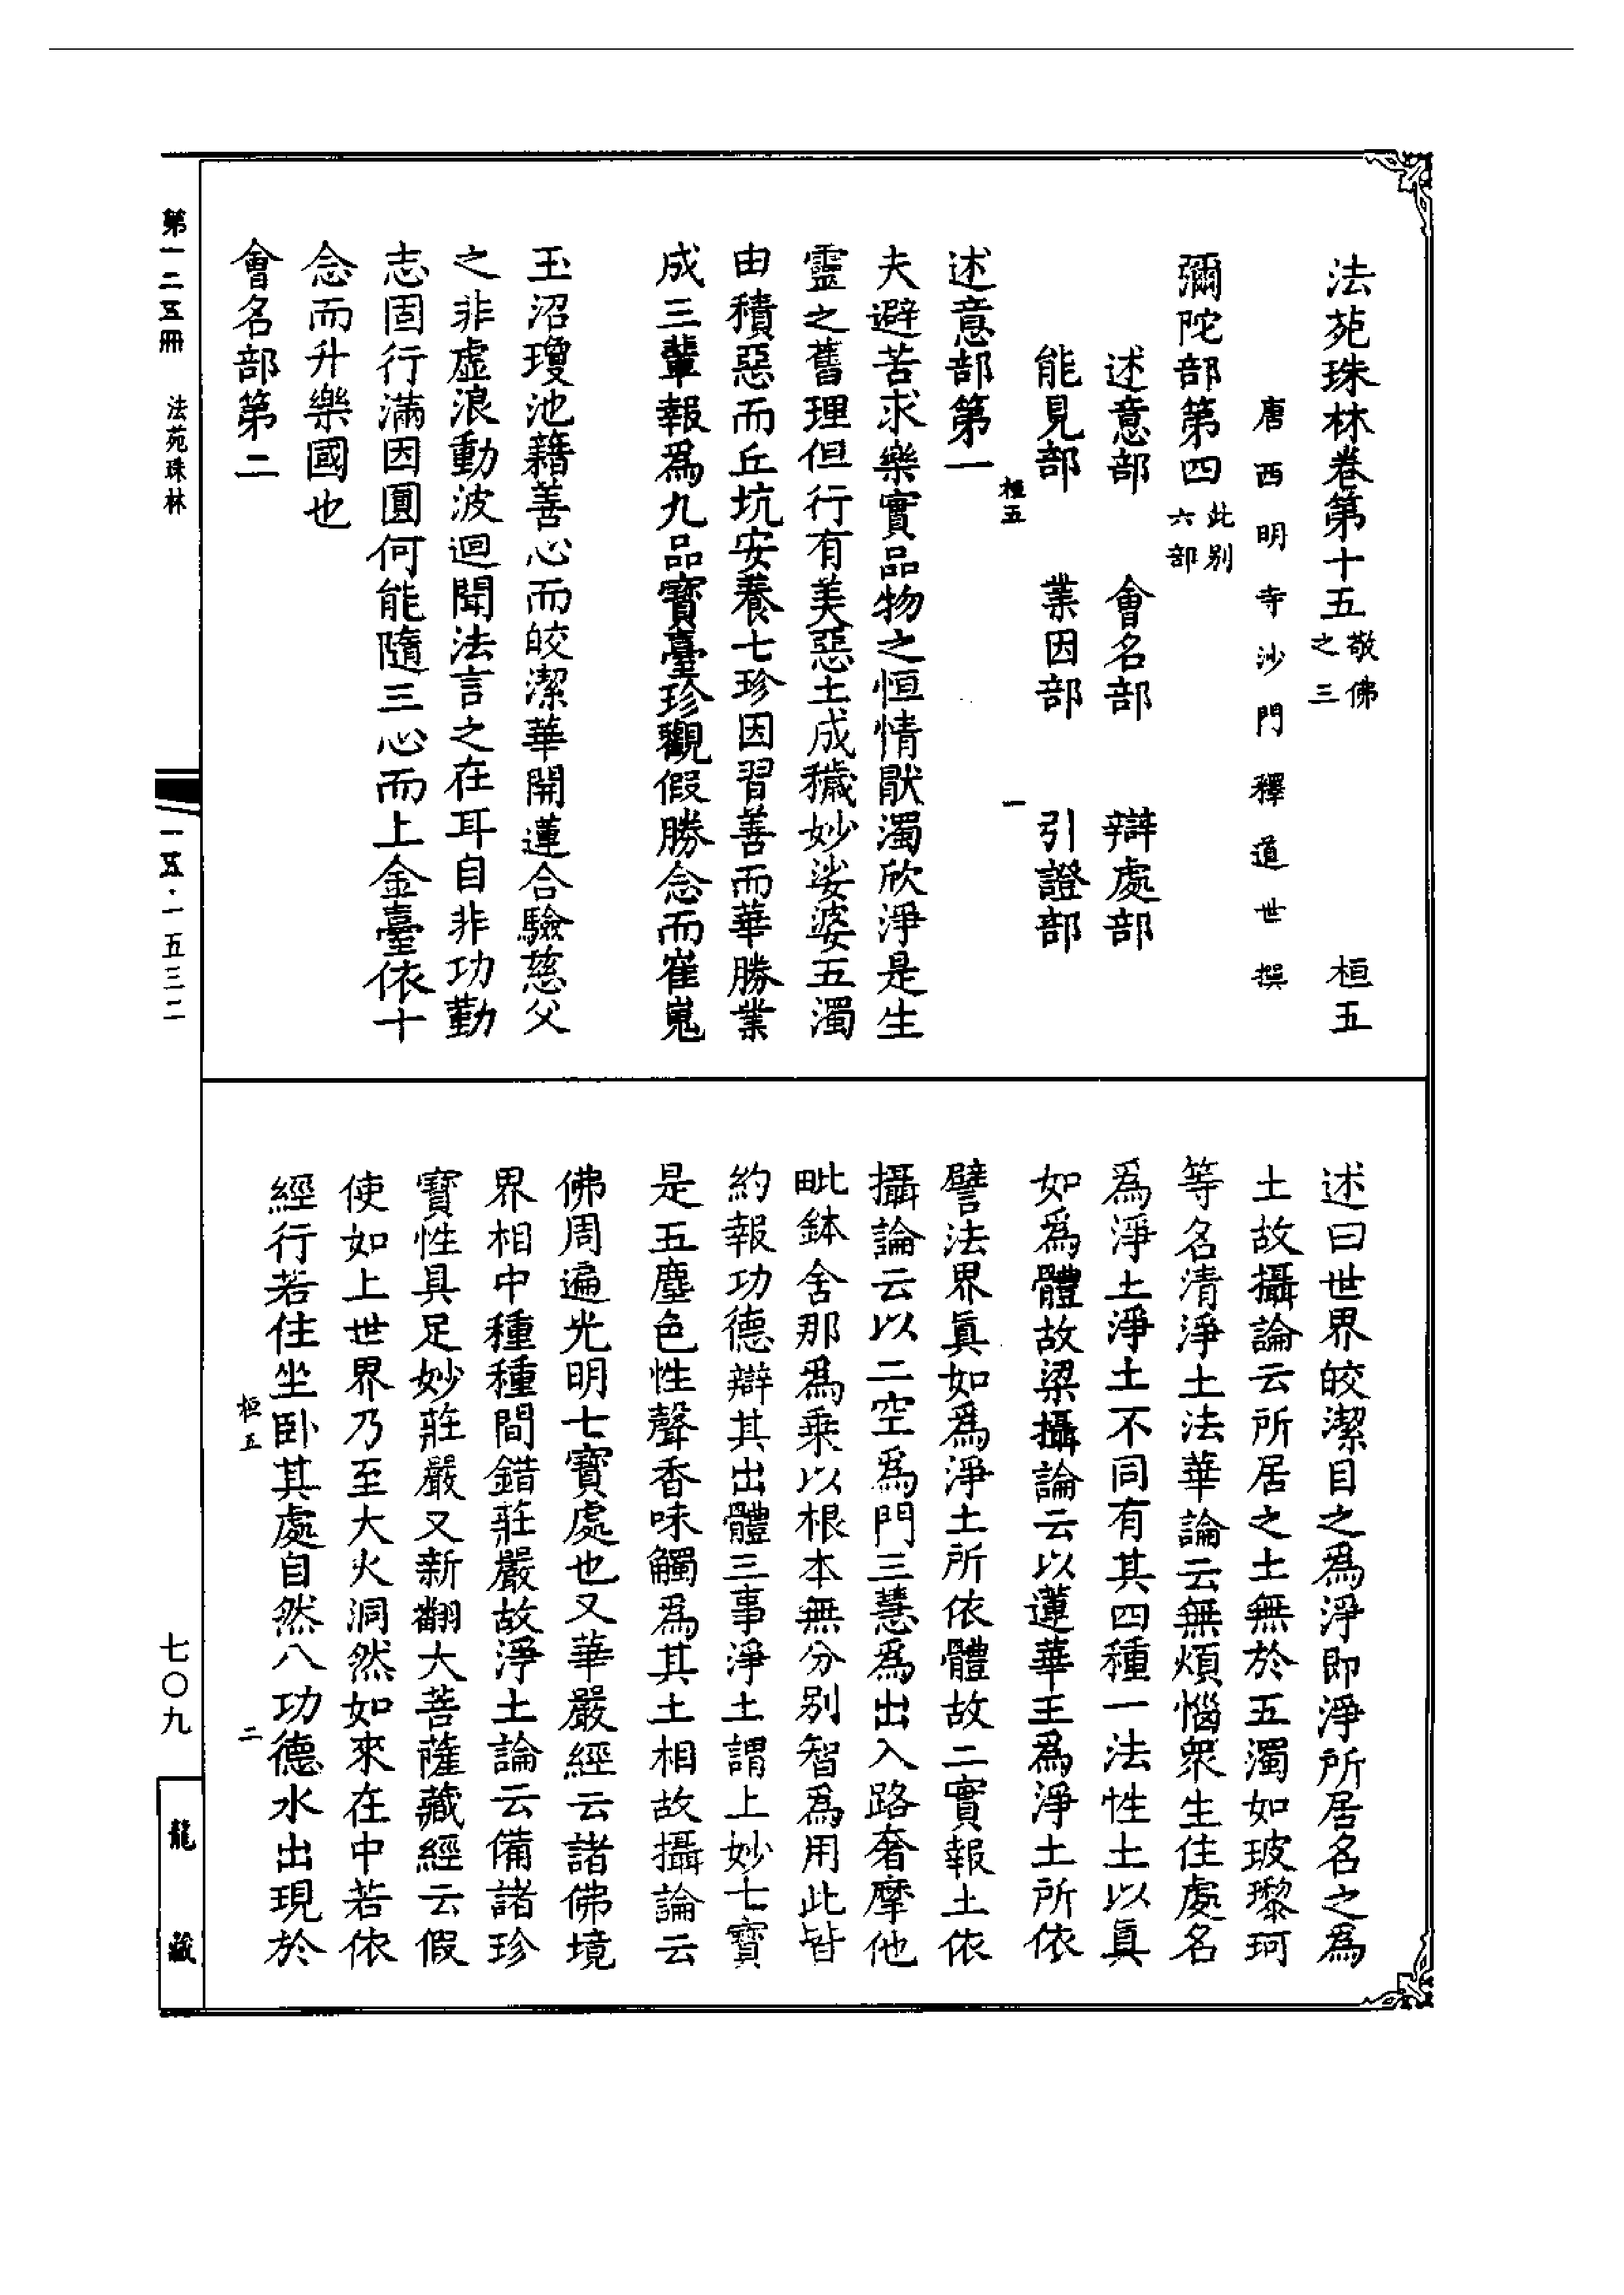 法苑珠林卷第十五 敬佛之三 桓五
唐西明寺沙門釋道世撰
彌陀部第四 此別六部
述意部 會名部 辯處部
能見部 業因部 引證部
桓五 一
述意部第一
夫避苦求樂實品物之恒情厭濁欣淨是生
靈之舊理但行有美惡土成穢妙娑婆五濁
由積惡而丘坑安養七珍因習善而華勝業
成三輩報爲九品寶臺珍觀假勝念而崔嵬
玉沼瓊池藉善心而皎潔華開蓮合驗慈父
之非虛浪動波迴聞法言之在耳自非功勤
志固行滿因圓何能隨三心而上金臺依十
念而升樂國也
會名部第二
述曰世界皎潔目之爲淨即淨所居名之爲
土故攝論云所居之土無於五濁如玻瓈珂
等名清淨土法華論云無煩惱衆生住處名
爲淨土淨土不同有其四種一法性土以眞
如爲體故梁攝論云以蓮華王爲淨土所依
譬法界眞如爲淨土所依體故二實報土依
攝論云以二空爲門三慧爲出入路奢摩他
毗鉢舍那爲乗以根本無分別智爲用此皆
約報功德辯其出體三事淨土謂上妙七寶
是五塵色性聲香味觸爲其土相故攝論云
佛周遍光明七寶處也又華嚴經云諸佛境
界相中種種間錯莊嚴故淨土論云備諸珍
寶性具足妙莊嚴又新翻大菩薩藏經云假
使如上世界乃至大火洞然如來在中若依
經行若住坐卧其處自然八功德水出現於
桓五 二
第一二五冊 法苑珠林
一五五·一五三二
七〇九
龍藏